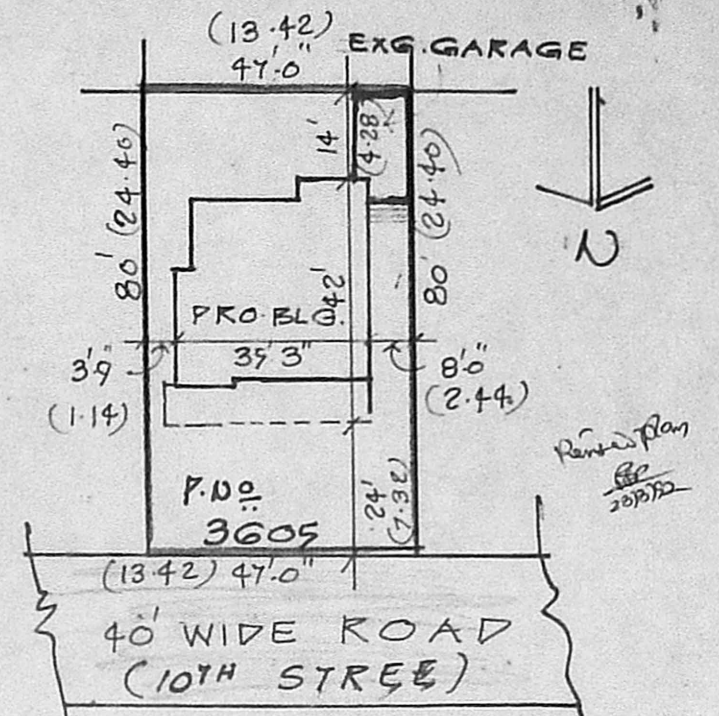 (13.42)
47'.0"
EXG.GARAGE
80' (24.40)
14'
(4.28)
80' (24.40)
N
42'
PRO.BLG.
35' 3"
3'9"
(1.14)
8'.0"
(2.44)
24'
(7.32)
P.No
3605
(13.42) 47'.0"
40' WIDE ROAD
(10TH STREE)